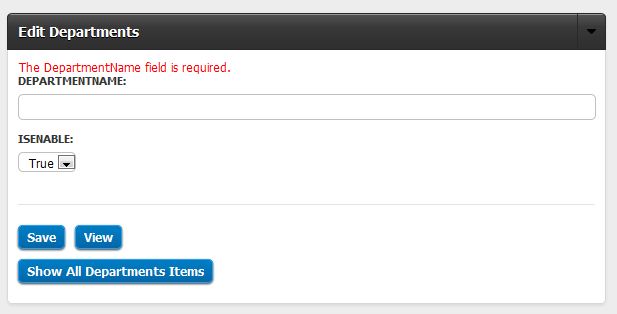 Edit Departments
The DepartmentName field is required.
DEPARTMENTNAME:
ISENABLE:
True
Save View
Show All Departments Items